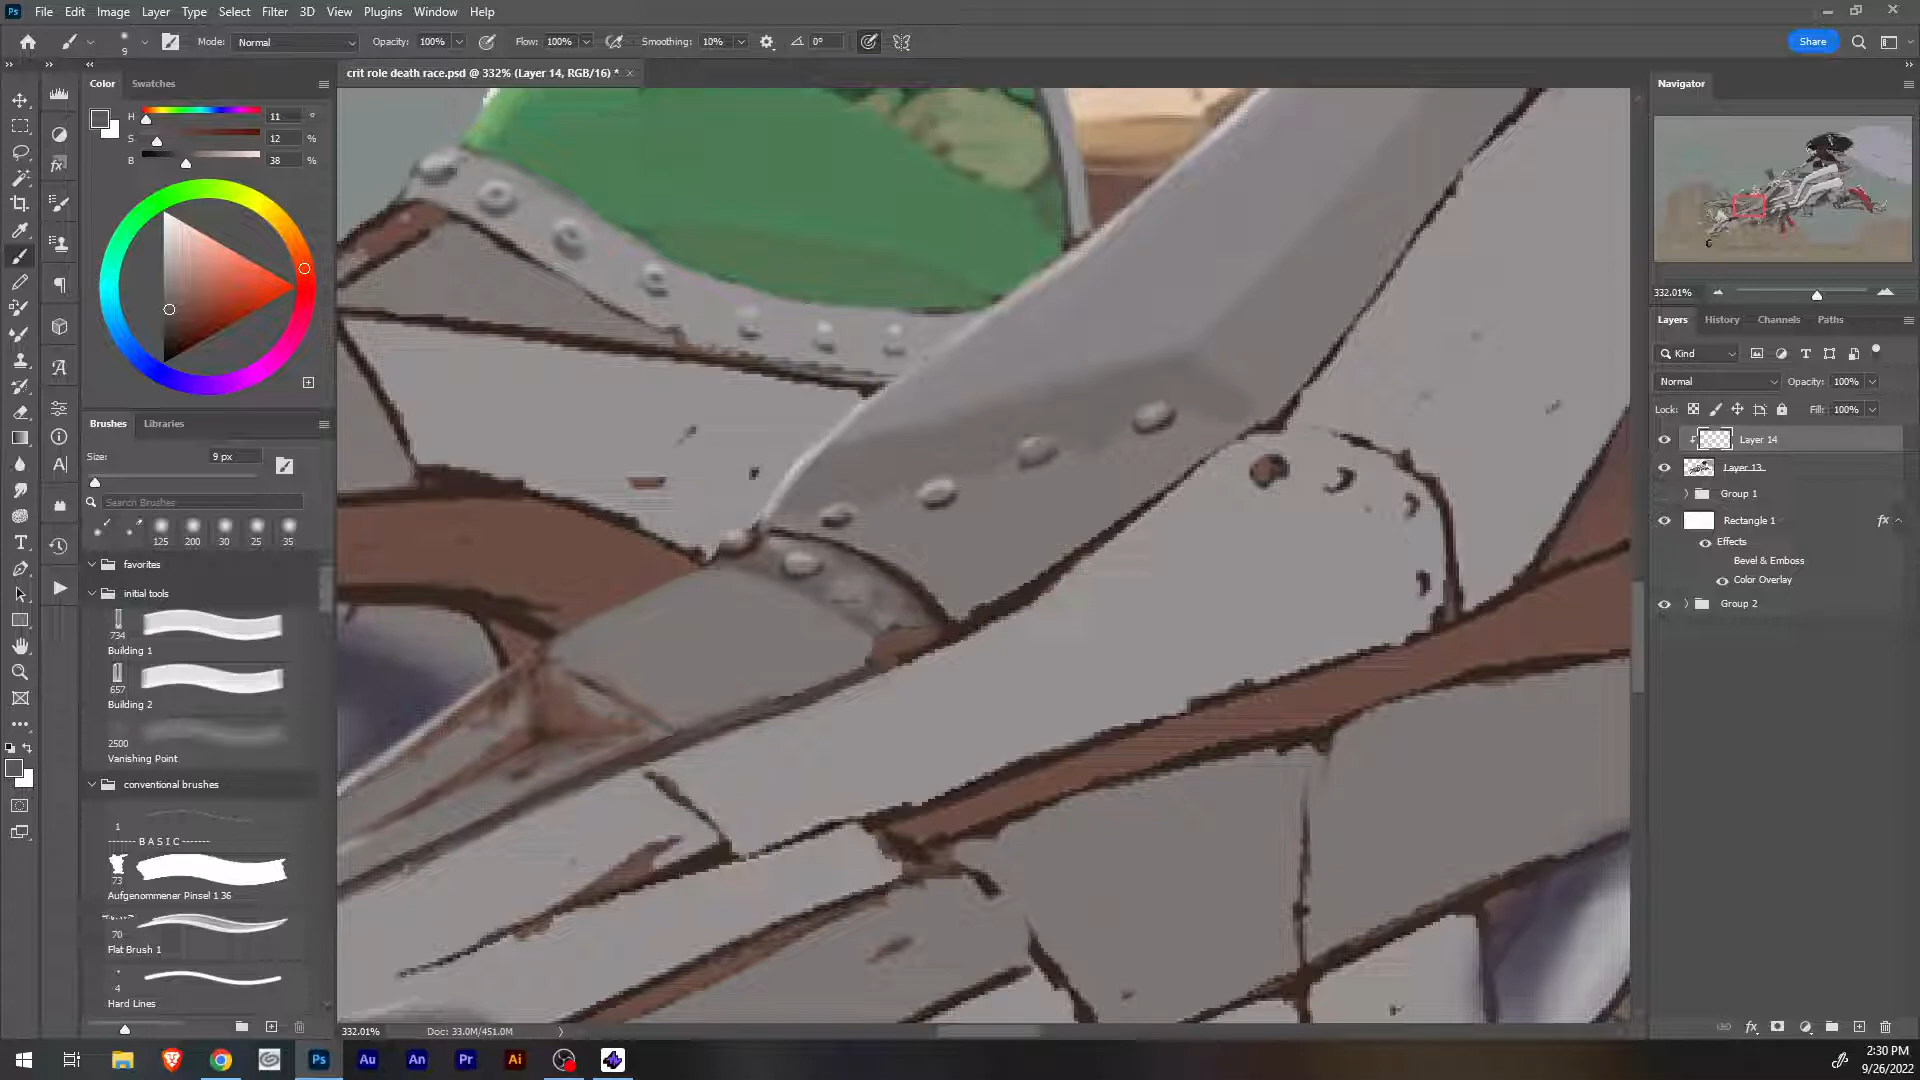 Ps File Edit Image Layer Type Select Filter 3D View Plugins Window Help
9 Mode: Normal Opacity: 100% Flow: 100% Smoothing: 10% 0° Share
crit role death race.psd @ 332% (Layer 14, RGB/16) * ×
Color Swatches
H 11 °
S 12 %
B 38 %
Brushes Libraries
Size: 9 px
Search Brushes
125 200 30 25 35
favorites
initial tools
734
Building 1
657
Building 2
2500
Vanishing Point
conventional brushes
1
------- B A S I C -------
73
Aufgenommener Pinsel 1 36
70
Flat Brush 1
4
Hard Lines
332.01% Doc: 33.0M/451.0M
Navigator
332.01%
Layers History Channels Paths
Kind
Normal Opacity: 100%
Lock: Fill: 100%
Layer 14
Layer 13
Group 1
Rectangle 1 fx
Effects
Bevel & Emboss
Color Overlay
Group 2
fx
Ps Au An Pr Ai
2:30 PM
9/26/2022